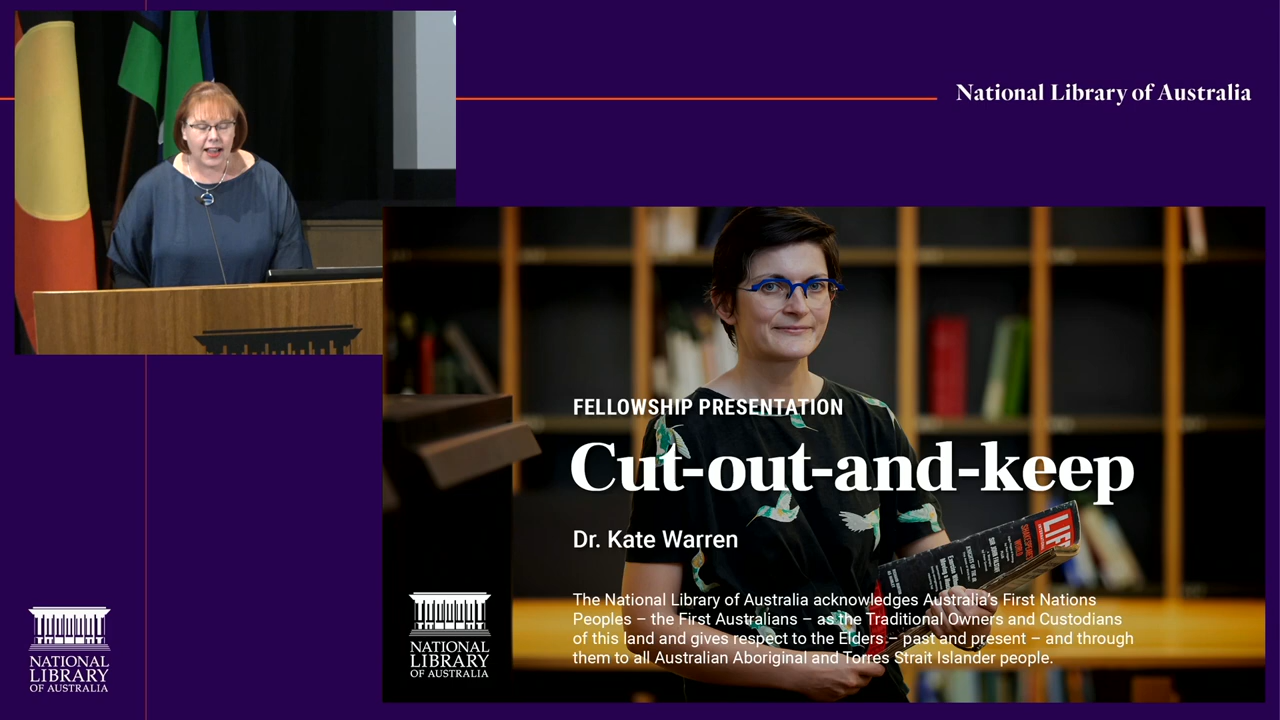 National Library of Australia
FELLOWSHIP PRESENTATION
Cut-out-and-keep
Dr. Kate Warren
LIF
The National Library of Australia acknowledges Australia's First Nations
Peoples – the First Australians – as the Traditional Owners and Custodians
of this land and gives respect to the Elders – past and present – and through
them to all Australian Aboriginal and Torres Strait Islander people.
NATIONAL
LIBRARY
OF AUSTRALIA
NATIONAL
LIBRARY
OF AUSTRALIA